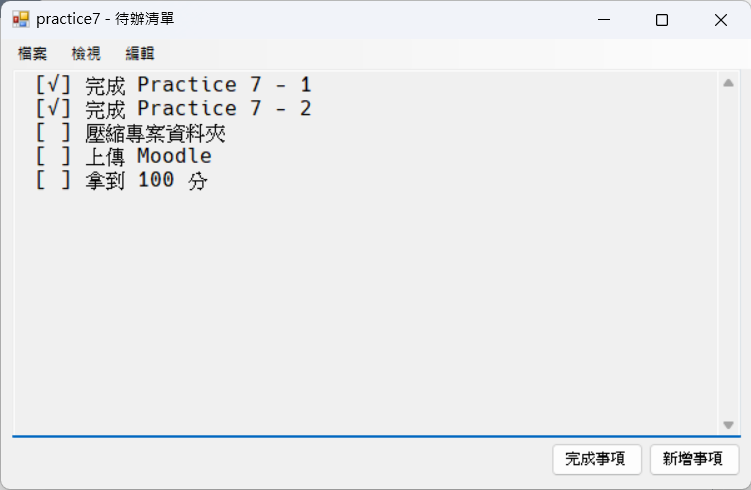 practice7 - 待辦清單
檔案 檢視 編輯
[√] 完成 Practice 7 - 1
[√] 完成 Practice 7 - 2
[ ] 壓縮專案資料夾
[ ] 上傳 Moodle
[ ] 拿到 100 分
完成事項 新增事項